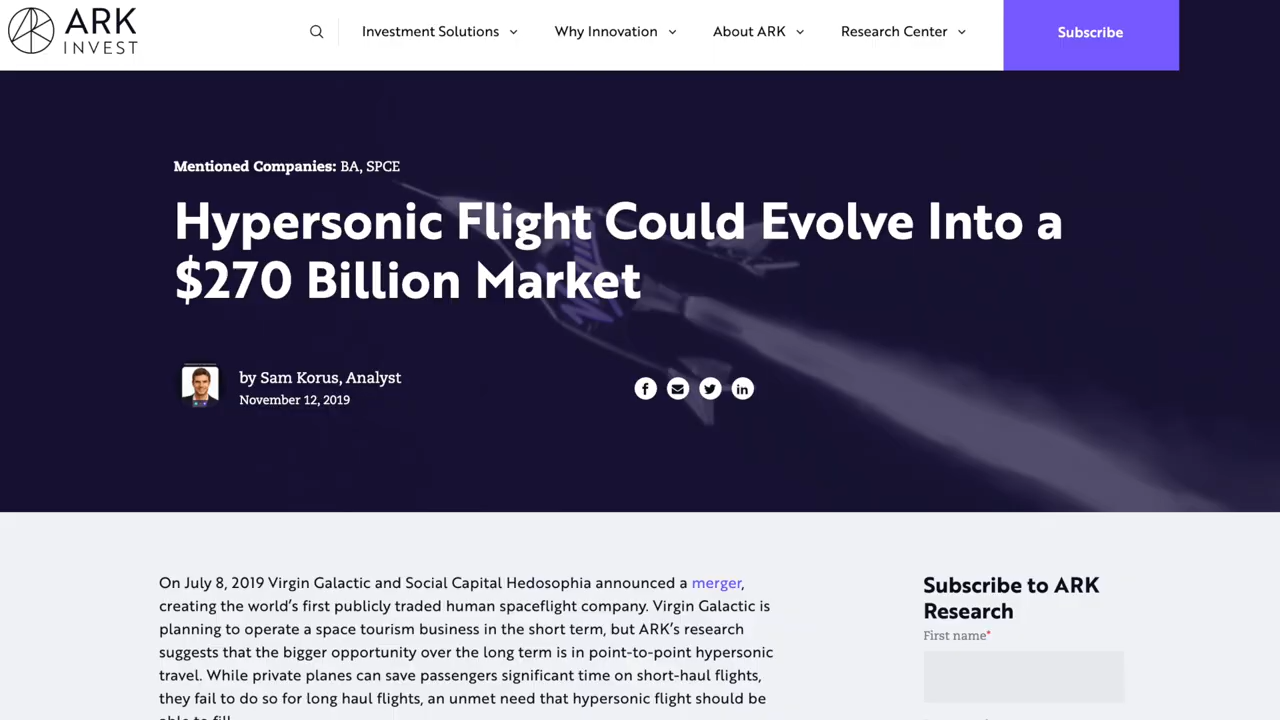 ARK
INVEST
Investment Solutions
Why Innovation
About ARK
Research Center
Subscribe
Mentioned Companies: BA, SPCE
Hypersonic Flight Could Evolve Into a
$270 Billion Market
by Sam Korus, Analyst
November 12, 2019
On July 8, 2019 Virgin Galactic and Social Capital Hedosophia announced a merger,
creating the world's first publicly traded human spaceflight company. Virgin Galactic is
planning to operate a space tourism business in the short term, but ARK's research
suggests that the bigger opportunity over the long term is in point-to-point hypersonic
travel. While private planes can save passengers significant time on short-haul flights,
they fail to do so for long haul flights, an unmet need that hypersonic flight should be
able to fill.
Subscribe to ARK
Research
First name*